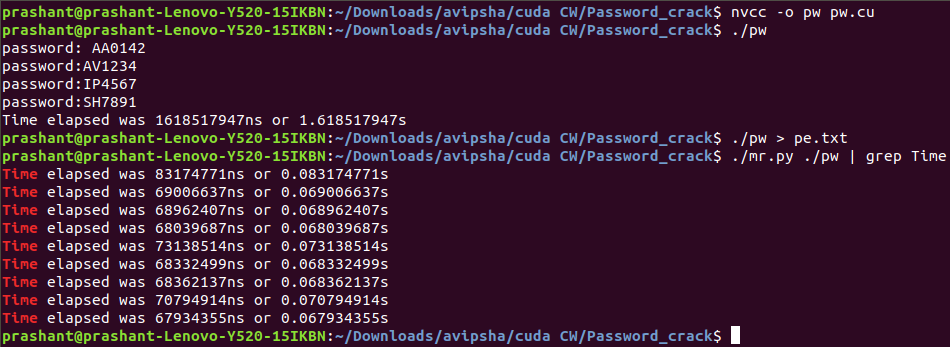 prashant@prashant-Lenovo-Y520-15IKBN:~/Downloads/avipsha/cuda CW/Password_crack$ nvcc -o pw pw.cu
prashant@prashant-Lenovo-Y520-15IKBN:~/Downloads/avipsha/cuda CW/Password_crack$ ./pw
password: AA0142
password:AV1234
password:IP4567
password:SH7891
Time elapsed was 1618517947ns or 1.618517947s
prashant@prashant-Lenovo-Y520-15IKBN:~/Downloads/avipsha/cuda CW/Password_crack$ ./pw > pe.txt
prashant@prashant-Lenovo-Y520-15IKBN:~/Downloads/avipsha/cuda CW/Password_crack$ ./mr.py ./pw | grep Time
Time elapsed was 83174771ns or 0.083174771s
Time elapsed was 69006637ns or 0.069006637s
Time elapsed was 68962407ns or 0.068962407s
Time elapsed was 68039687ns or 0.068039687s
Time elapsed was 73138514ns or 0.073138514s
Time elapsed was 68332499ns or 0.068332499s
Time elapsed was 68362137ns or 0.068362137s
Time elapsed was 70794914ns or 0.070794914s
Time elapsed was 67934355ns or 0.067934355s
prashant@prashant-Lenovo-Y520-15IKBN:~/Downloads/avipsha/cuda CW/Password_crack$